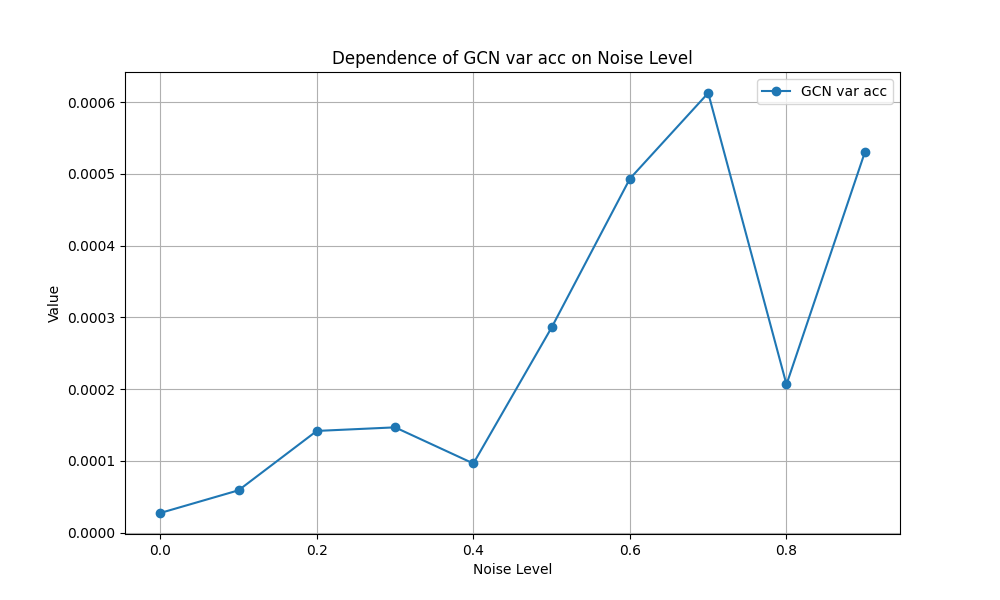 Dependence of GCN var acc on Noise Level
GCN var acc
0.0006
0.0005
0.0004
0.0003
0.0002
0.0001
0.0000
Value
0.0 0.2 0.4 0.6 0.8
Noise Level